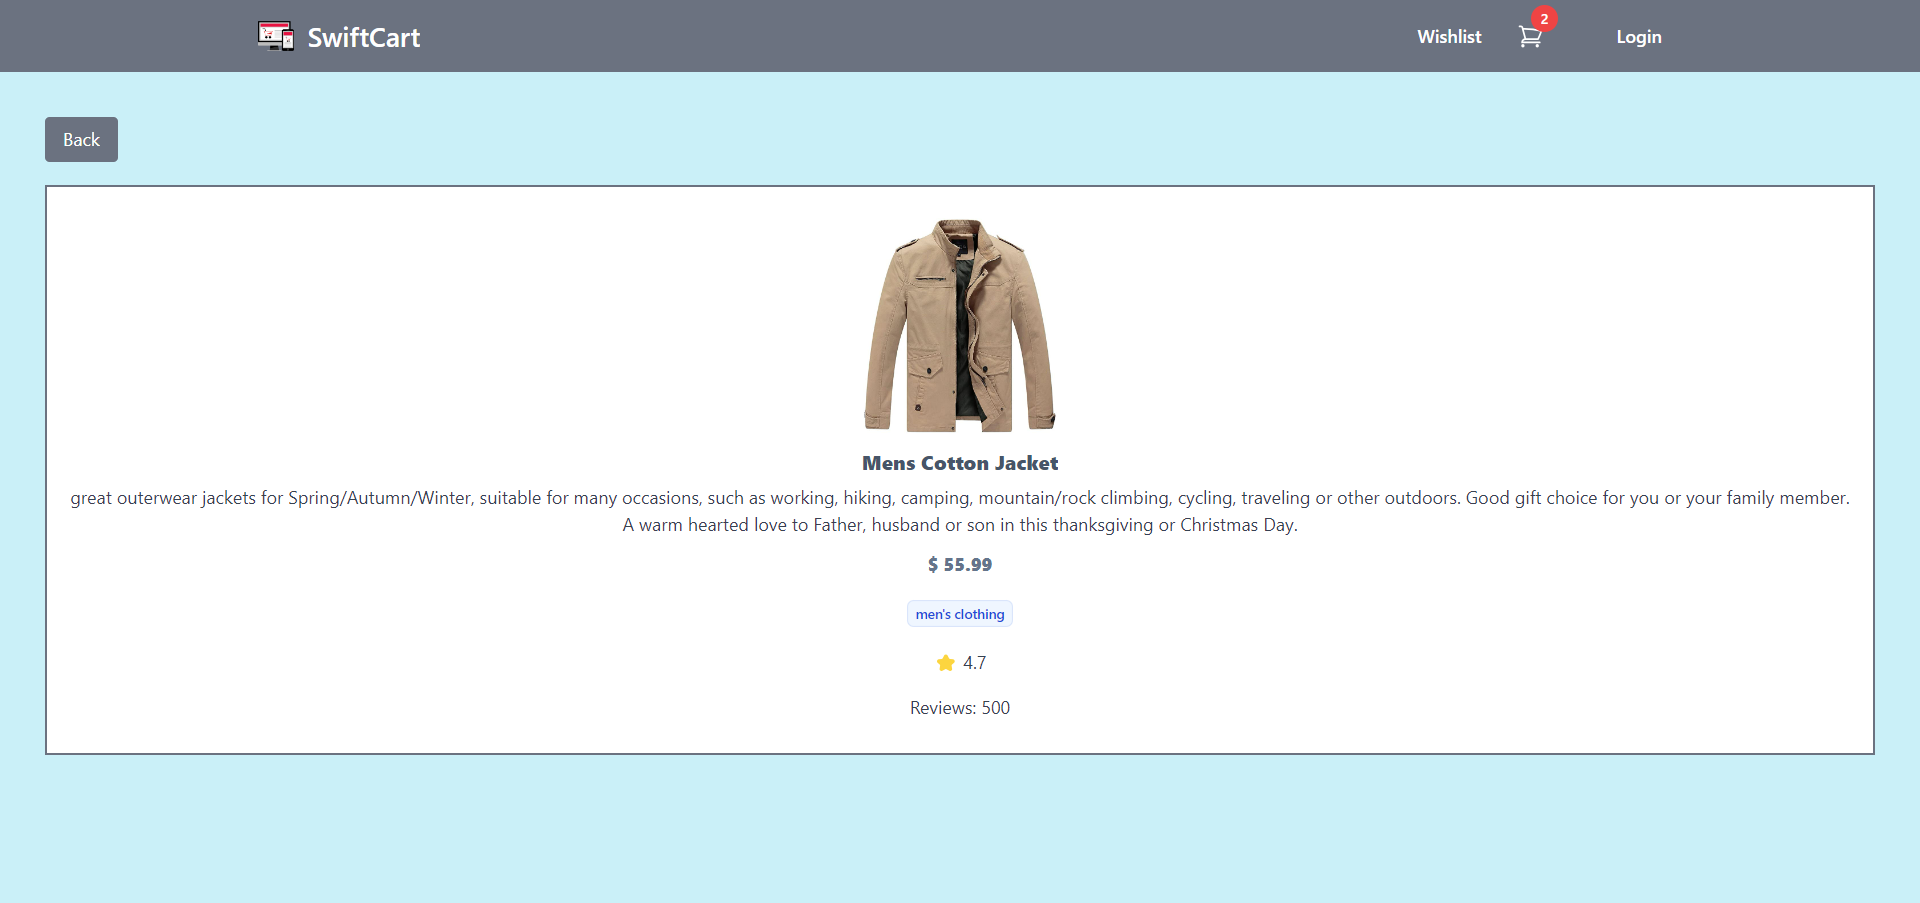 SwiftCart
Wishlist
2
Login
Back
Mens Cotton Jacket
great outerwear jackets for Spring/Autumn/Winter, suitable for many occasions, such as working, hiking, camping, mountain/rock climbing, cycling, traveling or other outdoors. Good gift choice for you or your family member.
A warm hearted love to Father, husband or son in this thanksgiving or Christmas Day.
$ 55.99
men's clothing
4.7
Reviews: 500